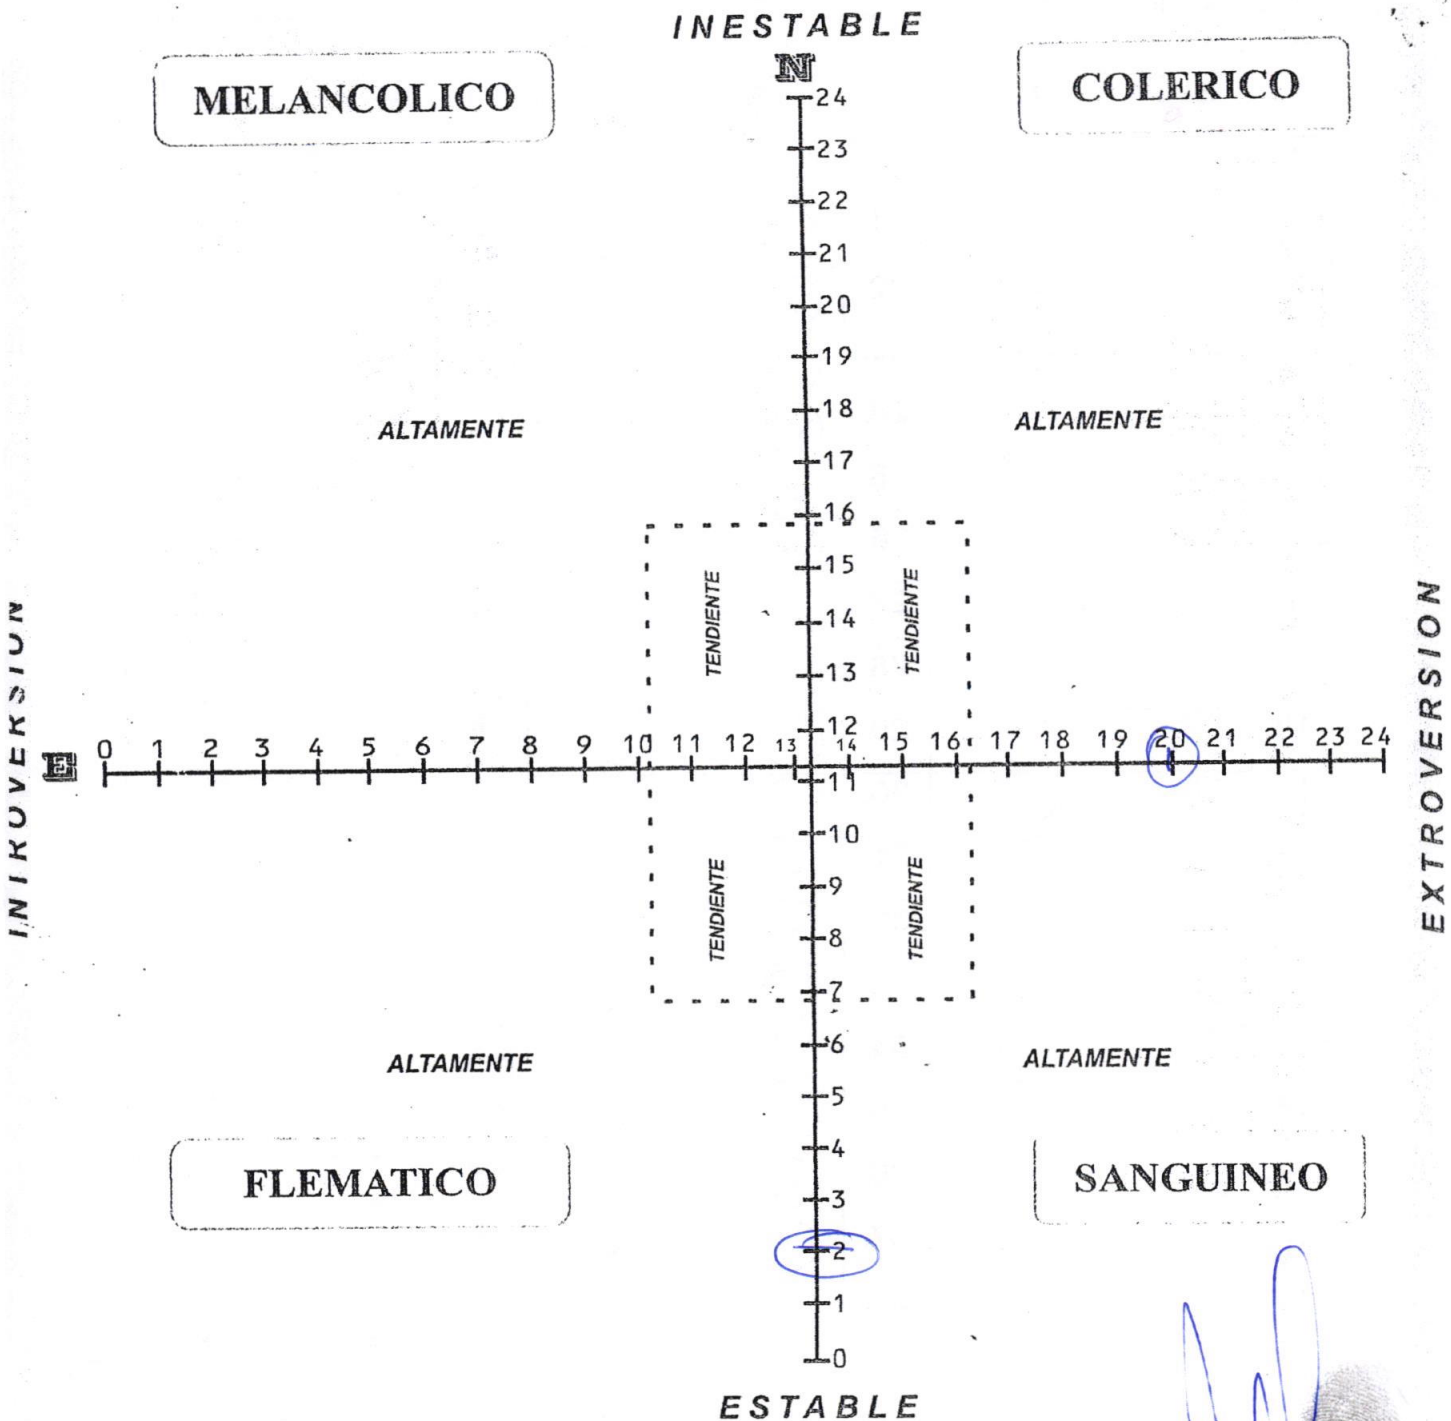 INESTABLE
MELANCOLICO
N
COLERICO
24
23
22
21
20
19
18
ALTAMENTE
ALTAMENTE
17
16
15
TENDIENTE
TENDIENTE
14
13
12
INTROVERSION
E
0 1 2 3 4 5 6 7 8 9 10 11 12 13 14 15 16 17 18 19 20 21 22 23 24
EXTROVERSION
11
10
9
TENDIENTE
TENDIENTE
8
7
6
ALTAMENTE
ALTAMENTE
5
4
FLEMATICO
SANGUINEO
3
2
1
0
ESTABLE